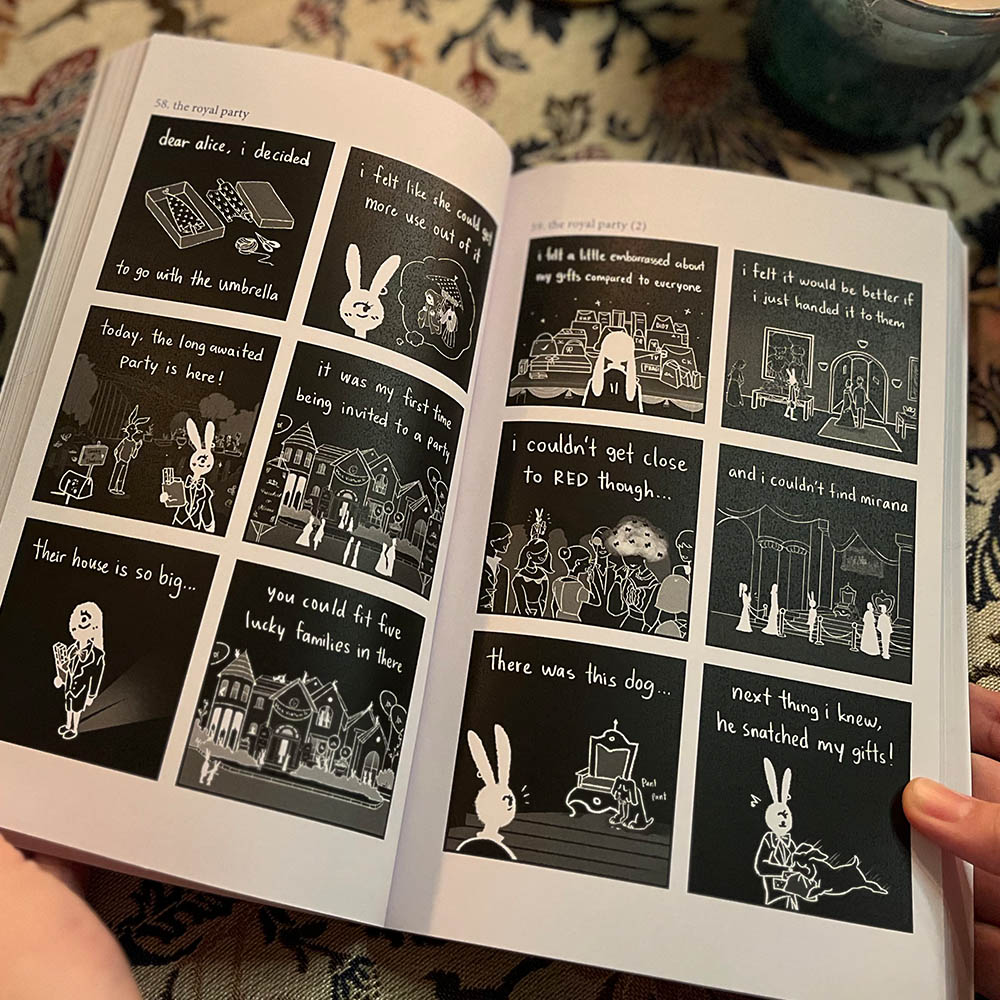 58. the royal party
dear alice, i decided
to go with the umbrella
i felt like she could get
more use out of it
today, the long awaited
party is here!
it was my first time
being invited to a party
their house is so big...
you could fit five
lucky families in there
59. the royal party (2)
i felt a little embarrassed about
my gifts compared to everyone
i felt it would be better if
i just handed it to them
i couldn't get close
to RED though...
and i couldn't find mirana
there was this dog...
Pant
Pant
next thing i knew,
he snatched my gifts!